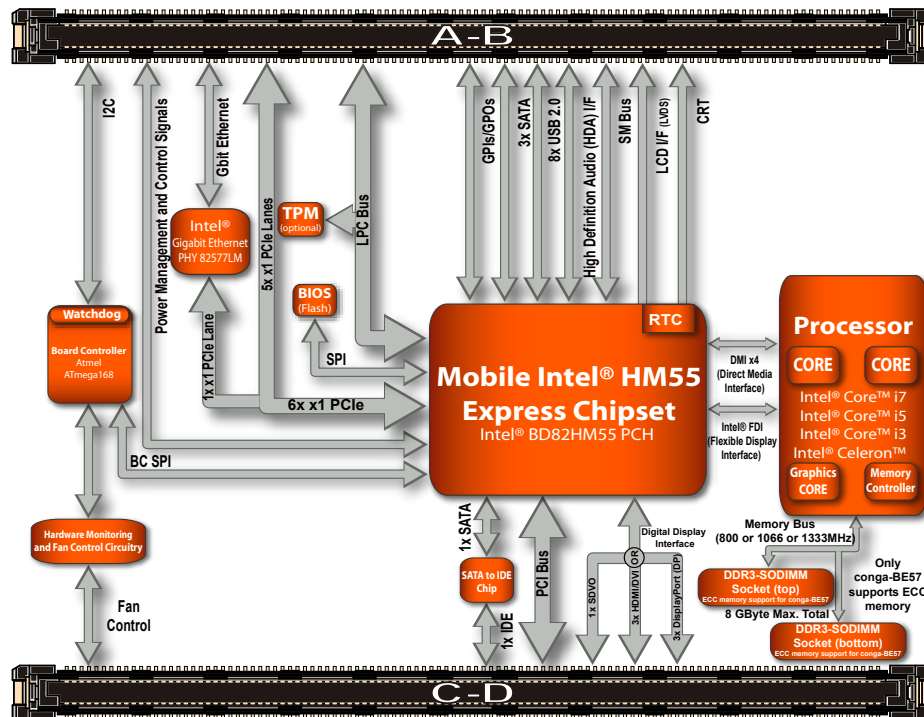 A-B
I2C
Power Management and Control Signals
Gbit Ethernet
5x x1 PCIe Lanes
LPC Bus
GPIs/GPOs
3x SATA
8x USB 2.0
High Definition Audio (HDA) I/F
SM Bus
LCD I/F (LVDS)
CRT
Intel®
Gigabit Ethernet
PHY 82577LM
TPM
(optional)
BIOS
(Flash)
SPI
1x x1 PCIe Lane
6x x1 PCIe
BC SPI
Watchdog
Board Controller
Atmel
ATmega168
RTC
Mobile Intel® HM55
Express Chipset
Intel® BD82HM55 PCH
DMI x4
(Direct Media
Interface)
Intel® FDI
(Flexible Display
Interface)
Processor
CORE
CORE
Intel® Core™ i7
Intel® Core™ i5
Intel® Core™ i3
Intel® Celeron™
Graphics
CORE
Memory
Controller
Hardware Monitoring
and Fan Control Circuitry
Fan
Control
1x SATA
SATA to IDE
Chip
1x IDE
PCI Bus
Digital Display
Interface
OR
1x SDVO
3x HDMI/DVI
3x DisplayPort (DP)
Memory Bus
(800 or 1066 or 1333MHz)
Only
conga-BE57
supports ECC
memory
DDR3-SODIMM
Socket (top)
ECC memory support for conga-BE57
8 GByte Max. Total
DDR3-SODIMM
Socket (bottom)
ECC memory support for conga-BE57
C-D